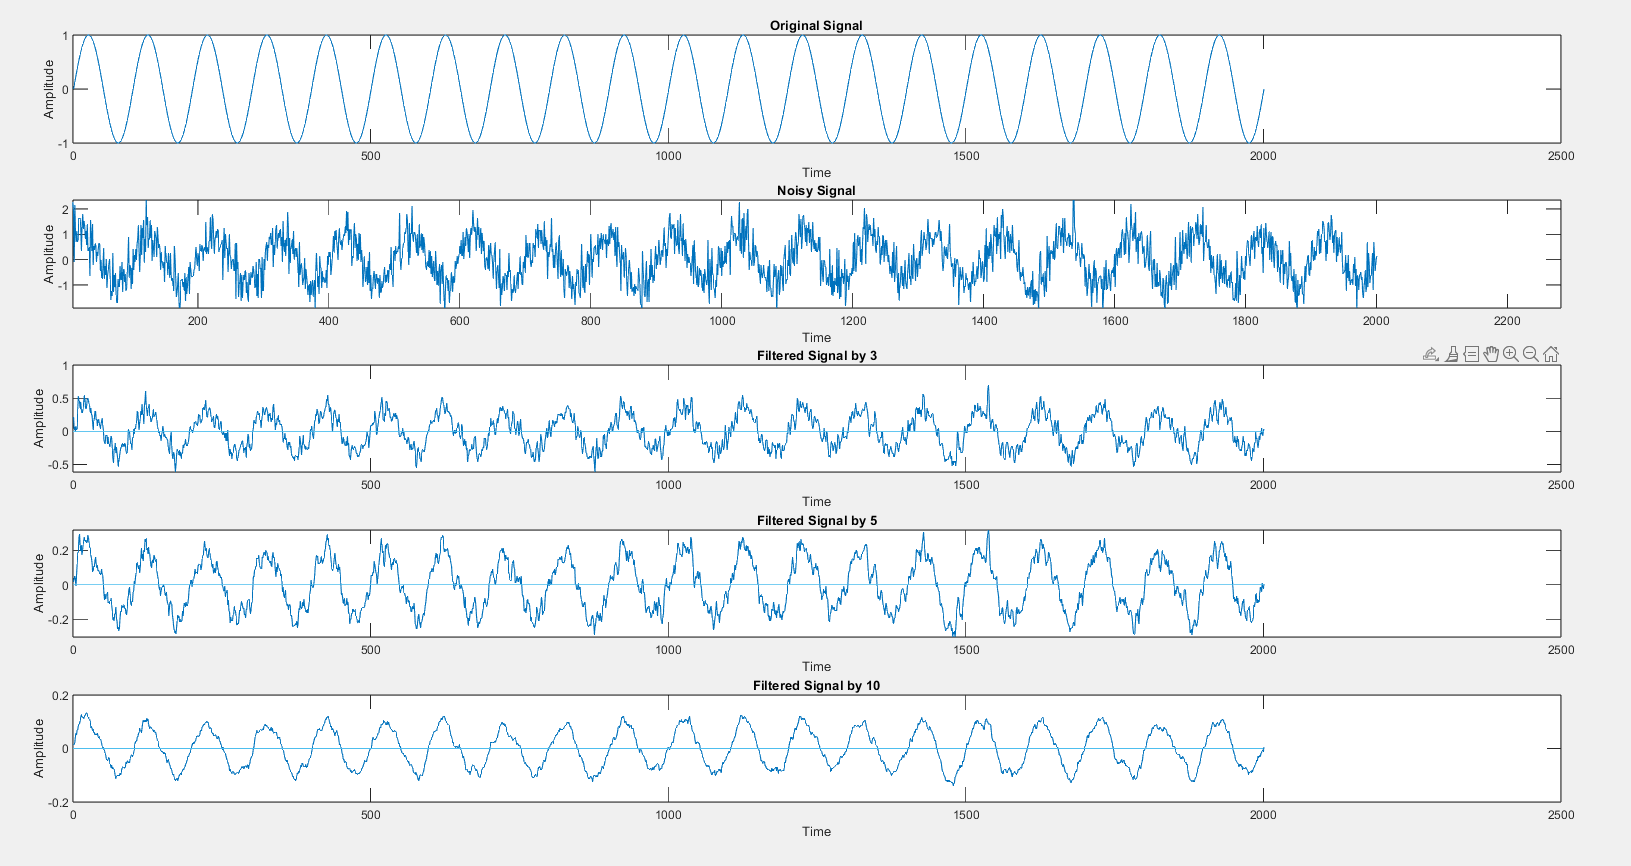 Original Signal
Amplitude
1
0
-1
0 500 1000 1500 2000 2500
Time
Noisy Signal
Amplitude
2
1
0
-1
200 400 600 800 1000 1200 1400 1600 1800 2000 2200
Time
Filtered Signal by 3
Amplitude
1
0.5
0
-0.5
0 500 1000 1500 2000 2500
Time
Filtered Signal by 5
Amplitude
0.2
0
-0.2
0 500 1000 1500 2000 2500
Time
Filtered Signal by 10
Amplitude
0.2
0
-0.2
0 500 1000 1500 2000 2500
Time